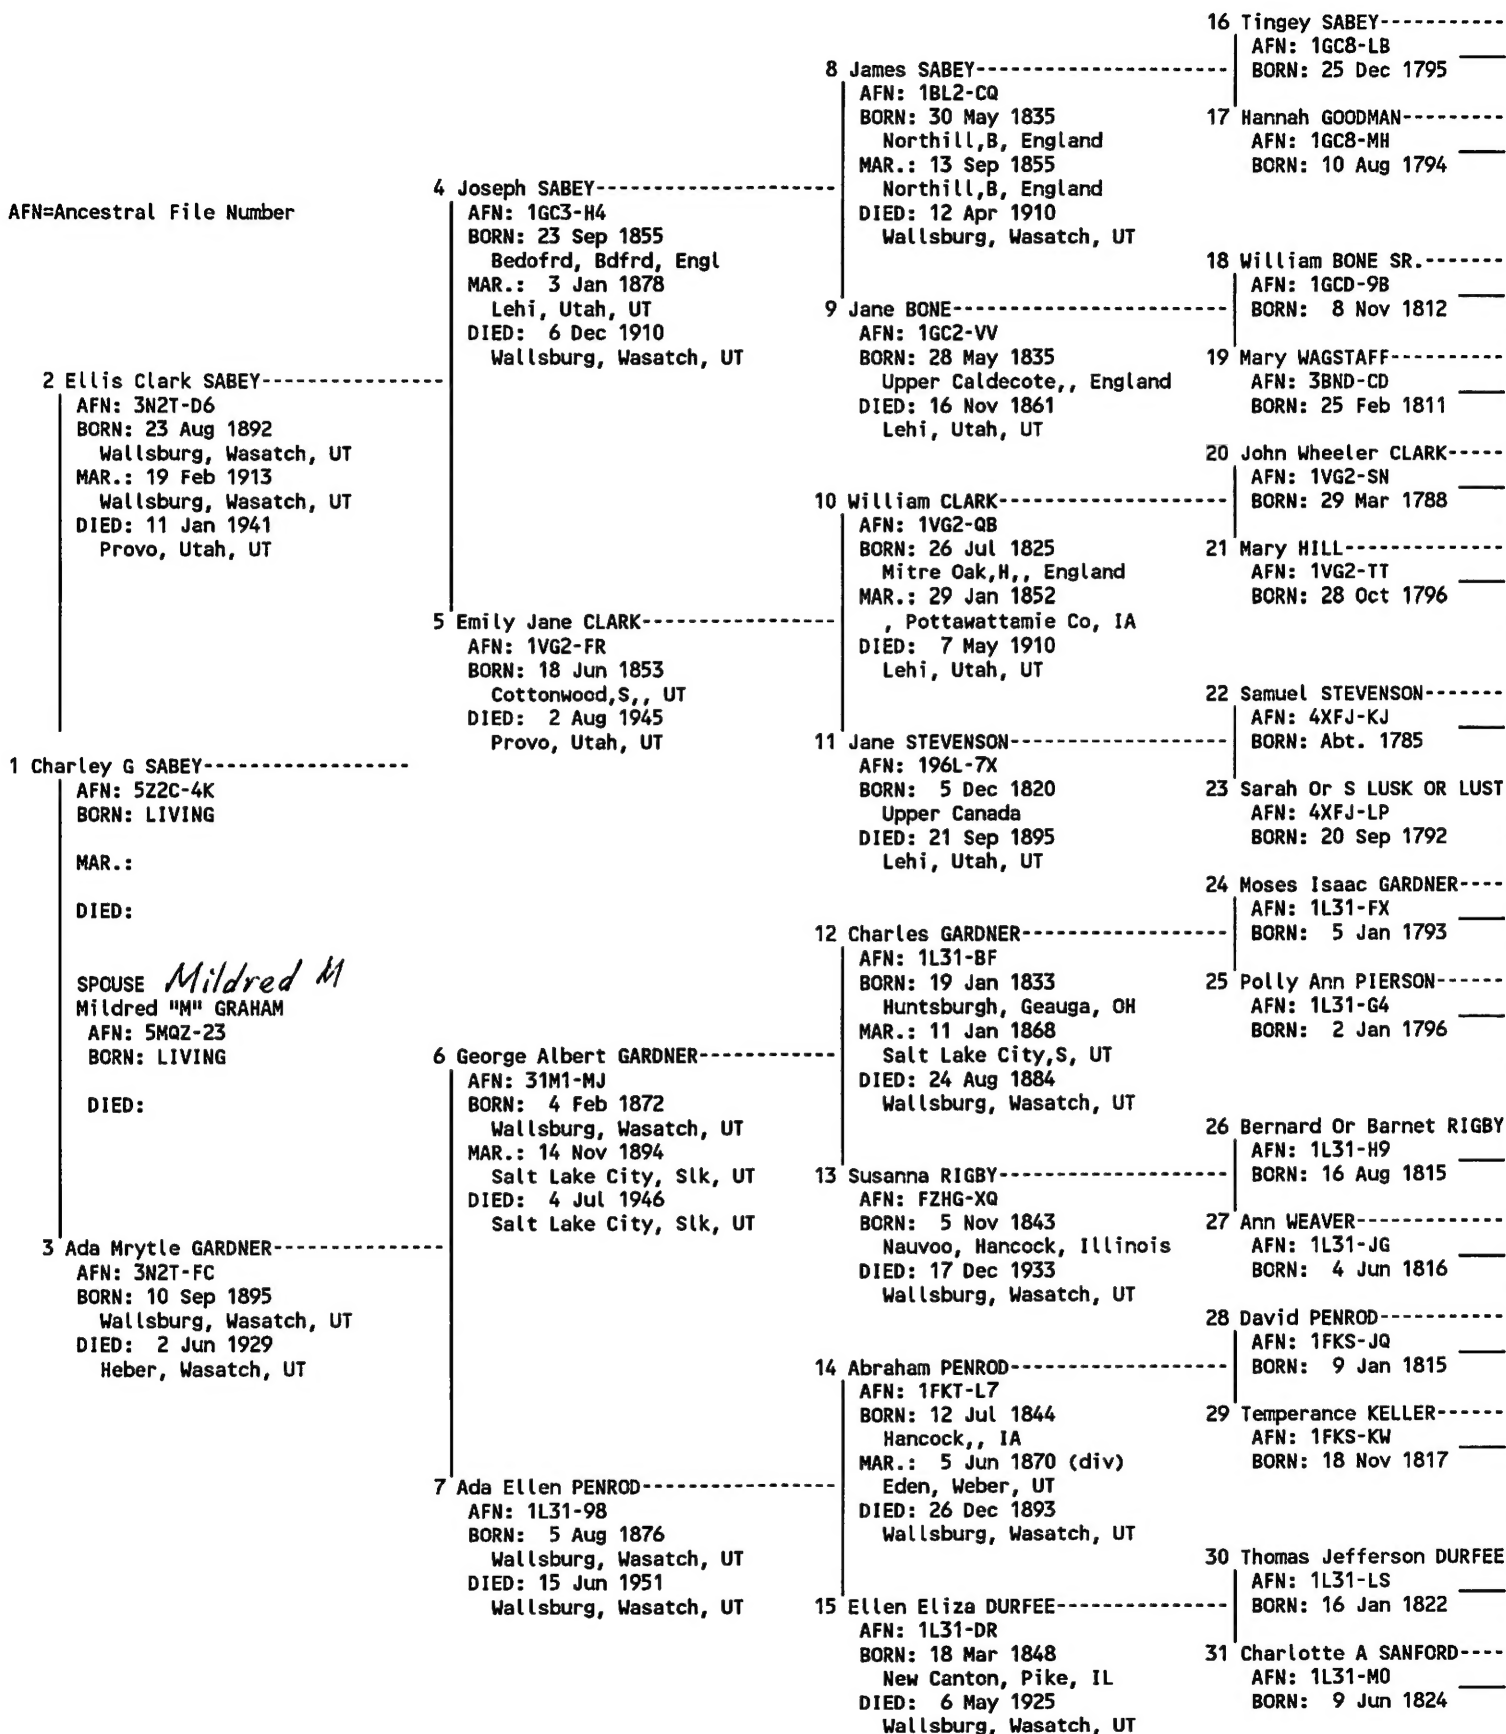 AFN=Ancestral File Number
1 Charley G SABEY
AFN: 5Z2C-4K
BORN: LIVING
MAR.:
DIED:
SPOUSE Mildred M
Mildred "M" GRAHAM
AFN: 5MQZ-23
BORN: LIVING
DIED:
2 Ellis Clark SABEY
AFN: 3N2T-D6
BORN: 23 Aug 1892
Wallsburg, Wasatch, UT
MAR.: 19 Feb 1913
Wallsburg, Wasatch, UT
DIED: 11 Jan 1941
Provo, Utah, UT
3 Ada Mrytle GARDNER
AFN: 3N2T-FC
BORN: 10 Sep 1895
Wallsburg, Wasatch, UT
DIED: 2 Jun 1929
Heber, Wasatch, UT
4 Joseph SABEY
AFN: 1GC3-H4
BORN: 23 Sep 1855
Bedofrd, Bdfrd, Engl
MAR.: 3 Jan 1878
Lehi, Utah, UT
DIED: 6 Dec 1910
Wallsburg, Wasatch, UT
5 Emily Jane CLARK
AFN: 1VG2-FR
BORN: 18 Jun 1853
Cottonwood,S,, UT
DIED: 2 Aug 1945
Provo, Utah, UT
6 George Albert GARDNER
AFN: 31M1-MJ
BORN: 4 Feb 1872
Wallsburg, Wasatch, UT
MAR.: 14 Nov 1894
Salt Lake City, Slk, UT
DIED: 4 Jul 1946
Salt Lake City, Slk, UT
7 Ada Ellen PENROD
AFN: 1L31-98
BORN: 5 Aug 1876
Wallsburg, Wasatch, UT
DIED: 15 Jun 1951
Wallsburg, Wasatch, UT
8 James SABEY
AFN: 1BL2-CQ
BORN: 30 May 1835
Northill,B, England
MAR.: 13 Sep 1855
Northill,B, England
DIED: 12 Apr 1910
Wallsburg, Wasatch, UT
9 Jane BONE
AFN: 1GC2-VV
BORN: 28 May 1835
Upper Caldecote,, England
DIED: 16 Nov 1861
Lehi, Utah, UT
10 William CLARK
AFN: 1VG2-QB
BORN: 26 Jul 1825
Mitre Oak,H,, England
MAR.: 29 Jan 1852
, Pottawattamie Co, IA
DIED: 7 May 1910
Lehi, Utah, UT
11 Jane STEVENSON
AFN: 196L-7X
BORN: 5 Dec 1820
Upper Canada
DIED: 21 Sep 1895
Lehi, Utah, UT
12 Charles GARDNER
AFN: 1L31-BF
BORN: 19 Jan 1833
Huntsburgh, Geauga, OH
MAR.: 11 Jan 1868
Salt Lake City,S, UT
DIED: 24 Aug 1884
Wallsburg, Wasatch, UT
13 Susanna RIGBY
AFN: FZHG-XQ
BORN: 5 Nov 1843
Nauvoo, Hancock, Illinois
DIED: 17 Dec 1933
Wallsburg, Wasatch, UT
14 Abraham PENROD
AFN: 1FKT-L7
BORN: 12 Jul 1844
Hancock,, IA
MAR.: 5 Jun 1870 (div)
Eden, Weber, UT
DIED: 26 Dec 1893
Wallsburg, Wasatch, UT
15 Ellen Eliza DURFEE
AFN: 1L31-DR
BORN: 18 Mar 1848
New Canton, Pike, IL
DIED: 6 May 1925
Wallsburg, Wasatch, UT
16 Tingey SABEY
AFN: 1GC8-LB
BORN: 25 Dec 1795
17 Hannah GOODMAN
AFN: 1GC8-MH
BORN: 10 Aug 1794
18 William BONE SR.
AFN: 1GCD-9B
BORN: 8 Nov 1812
19 Mary WAGSTAFF
AFN: 3BND-CD
BORN: 25 Feb 1811
20 John Wheeler CLARK
AFN: 1VG2-SN
BORN: 29 Mar 1788
21 Mary HILL
AFN: 1VG2-TT
BORN: 28 Oct 1796
22 Samuel STEVENSON
AFN: 4XFJ-KJ
BORN: Abt. 1785
23 Sarah Or S LUSK OR LUST
AFN: 4XFJ-LP
BORN: 20 Sep 1792
24 Moses Isaac GARDNER
AFN: 1L31-FX
BORN: 5 Jan 1793
25 Polly Ann PIERSON
AFN: 1L31-G4
BORN: 2 Jan 1796
26 Bernard Or Barnet RIGBY
AFN: 1L31-H9
BORN: 16 Aug 1815
27 Ann WEAVER
AFN: 1L31-JG
BORN: 4 Jun 1816
28 David PENROD
AFN: 1FKS-JQ
BORN: 9 Jan 1815
29 Temperance KELLER
AFN: 1FKS-KW
BORN: 18 Nov 1817
30 Thomas Jefferson DURFEE
AFN: 1L31-LS
BORN: 16 Jan 1822
31 Charlotte A SANFORD
AFN: 1L31-M0
BORN: 9 Jun 1824